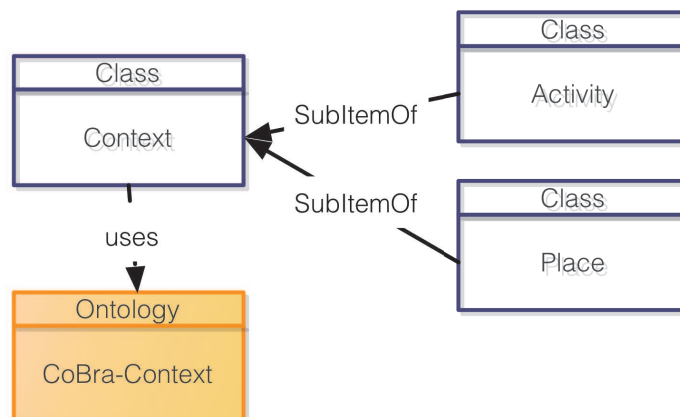 Class
Context
SubItemOf
Class
Activity
SubItemOf
Class
Place
uses
Ontology
CoBra-Context